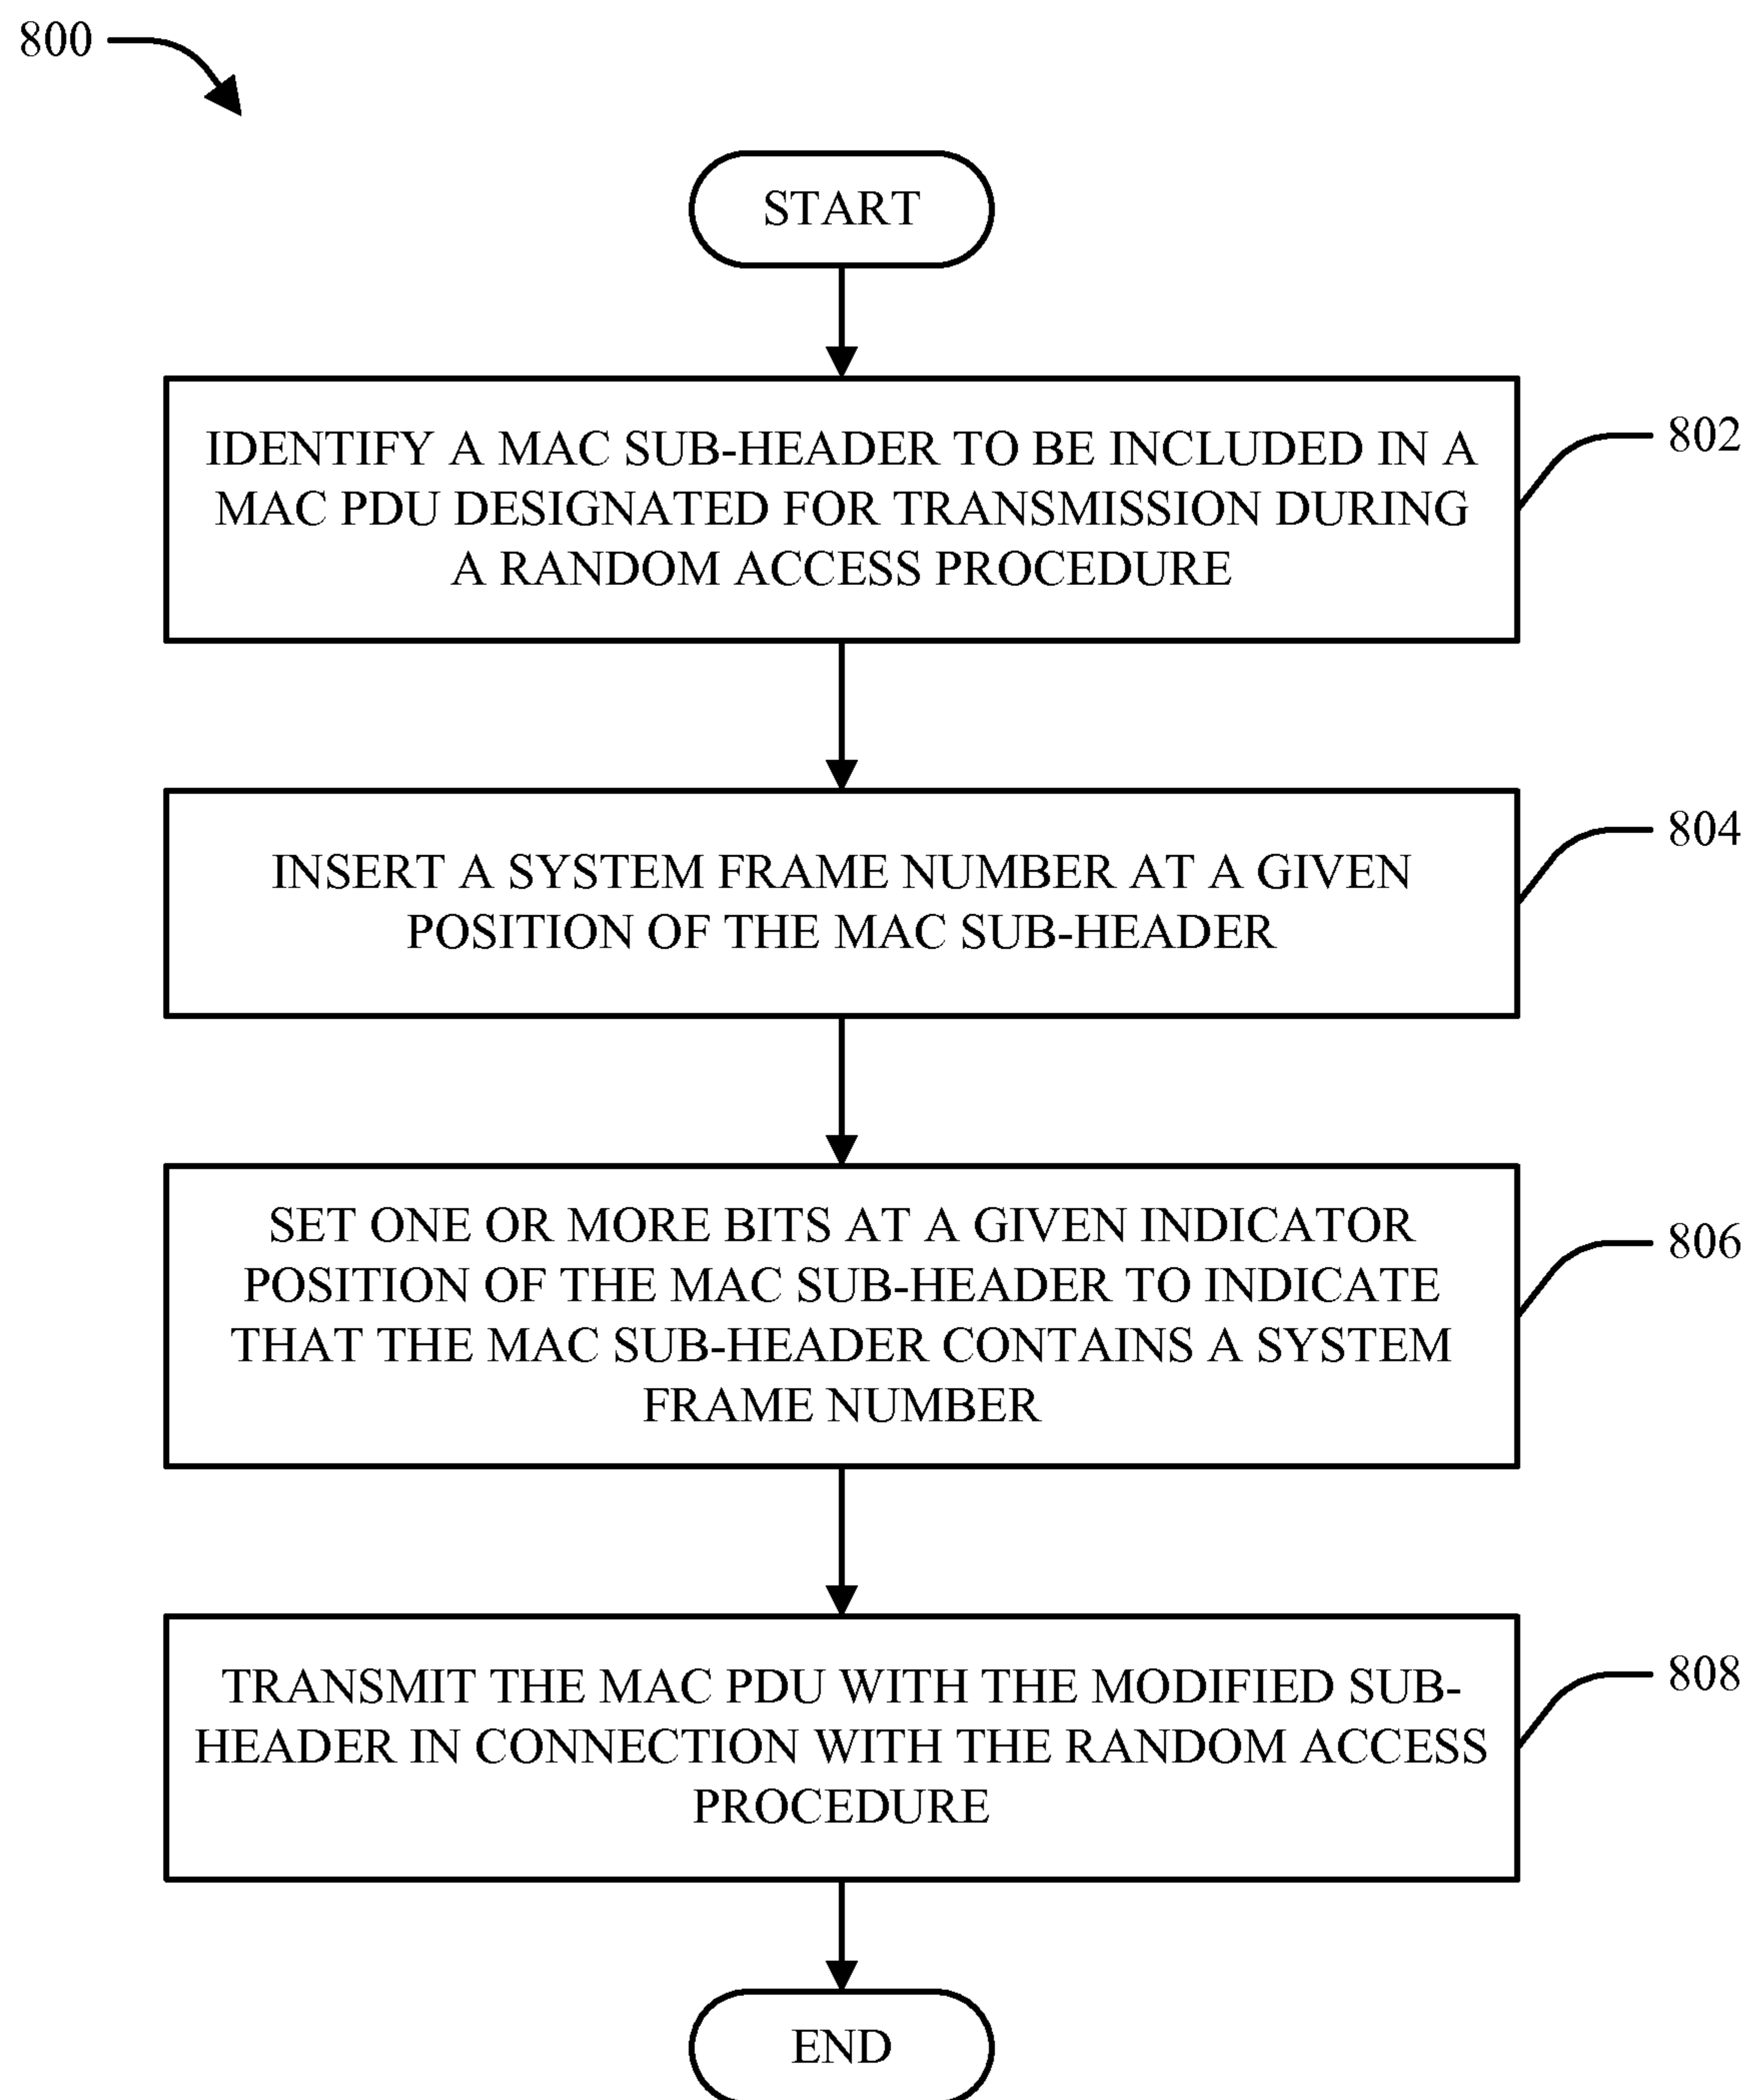 800
START
IDENTIFY A MAC SUB-HEADER TO BE INCLUDED IN A
MAC PDU DESIGNATED FOR TRANSMISSION DURING
A RANDOM ACCESS PROCEDURE
802
INSERT A SYSTEM FRAME NUMBER AT A GIVEN
POSITION OF THE MAC SUB-HEADER
804
SET ONE OR MORE BITS AT A GIVEN INDICATOR
POSITION OF THE MAC SUB-HEADER TO INDICATE
THAT THE MAC SUB-HEADER CONTAINS A SYSTEM
FRAME NUMBER
806
TRANSMIT THE MAC PDU WITH THE MODIFIED SUB-
HEADER IN CONNECTION WITH THE RANDOM ACCESS
PROCEDURE
808
END